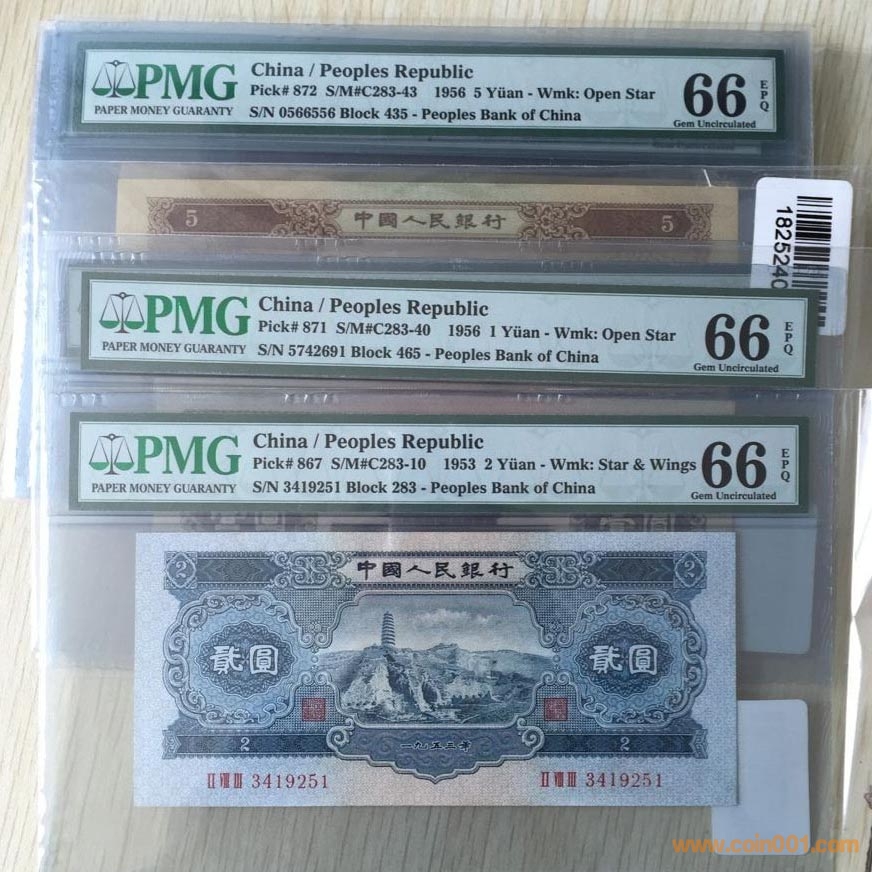 PMG
PAPER MONEY GUARANTY
China / Peoples Republic
Pick# 872 S/M#C283-43 1956 5 Yüan - Wmk: Open Star
S/N 0566556 Block 435 - Peoples Bank of China
66 EPQ
Gem Uncirculated
1825240
5 中國人民銀行 5
PMG
PAPER MONEY GUARANTY
China / Peoples Republic
Pick# 871 S/M#C283-40 1956 1 Yüan - Wmk: Open Star
S/N 5742691 Block 465 - Peoples Bank of China
66 EPQ
Gem Uncirculated
PMG
PAPER MONEY GUARANTY
China / Peoples Republic
Pick# 867 S/M#C283-10 1953 2 Yüan - Wmk: Star & Wings
S/N 3419251 Block 283 - Peoples Bank of China
66 EPQ
Gem Uncirculated
2 中國人民銀行 2
貳圓 貳圓
一九五三年
2 2
II VIII III 3419251 II VIII III 3419251
www.coin001.com